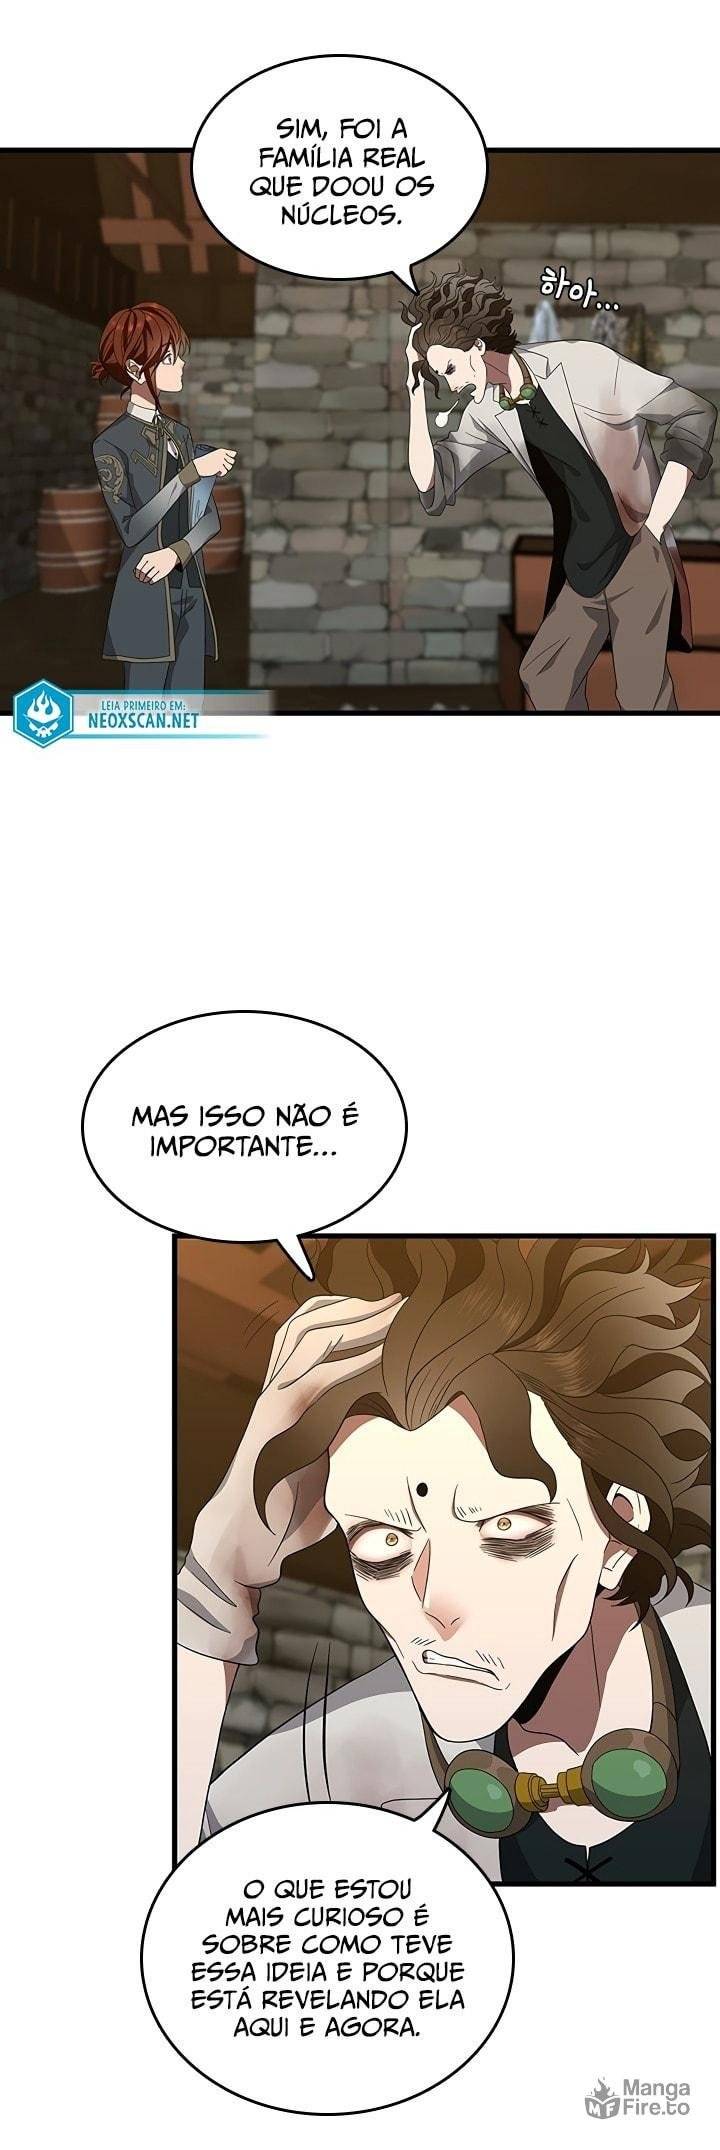 SIM, FOI A
FAMÍLIA REAL
QUE DOOU OS
NÚCLEOS.
하아...
LEIA PRIMEIRO EM:
NEOXSCAN.NET
MAS ISSO NÃO É
IMPORTANTE...
O QUE ESTOU
MAIS CURIOSO É
SOBRE COMO TEVE
ESSA IDEIA E PORQUE
ESTÁ REVELANDO ELA
AQUI E AGORA.
MF
Manga
Fire.to